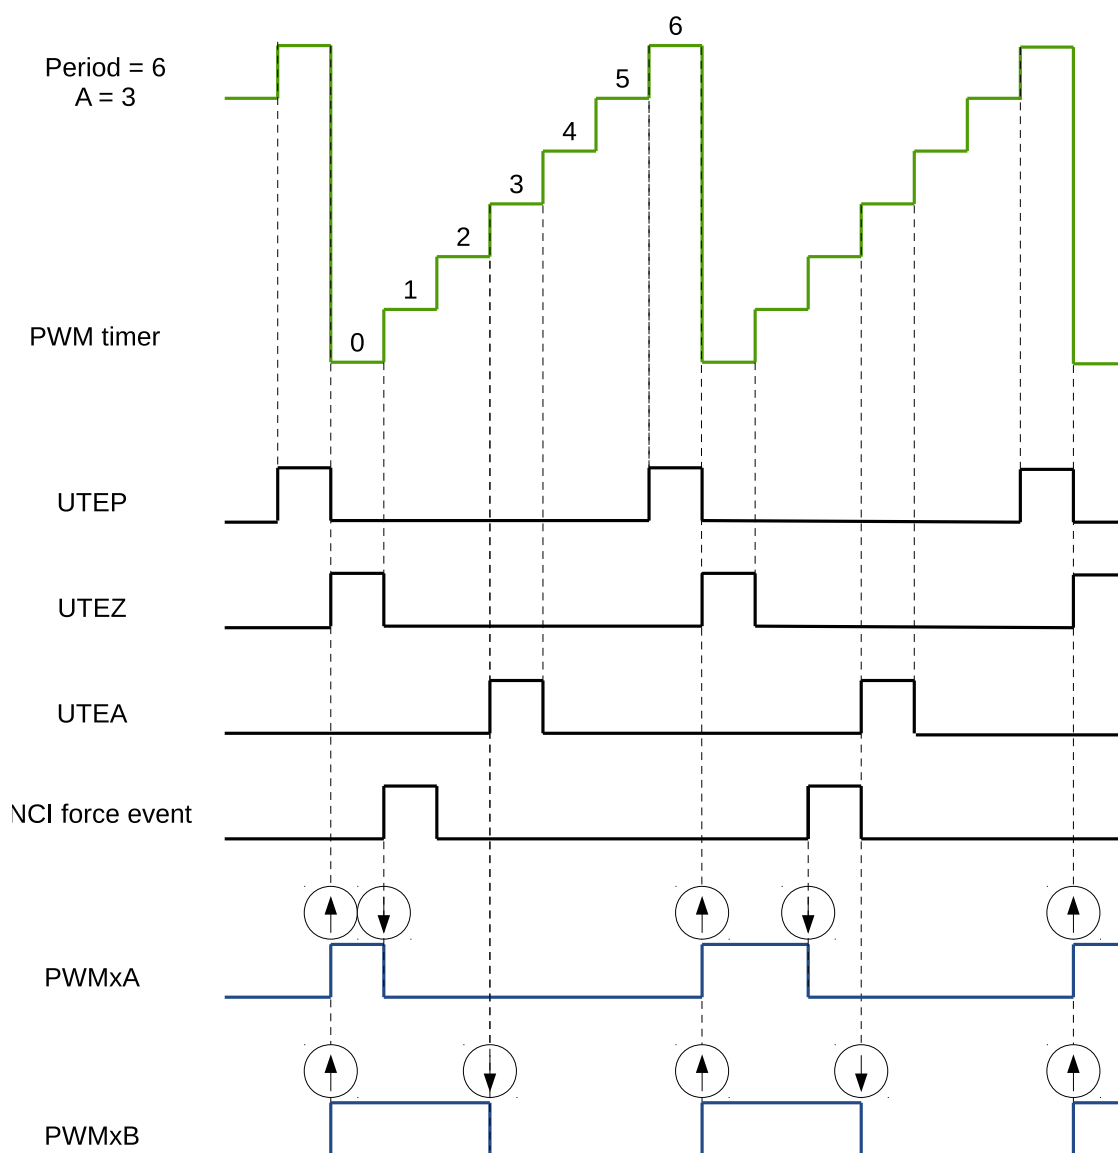 6
Period = 6
A = 3
5
4
3
2
1
0
PWM timer
UTEP
UTEZ
UTEA
NCI force event
PWMxA
PWMxB